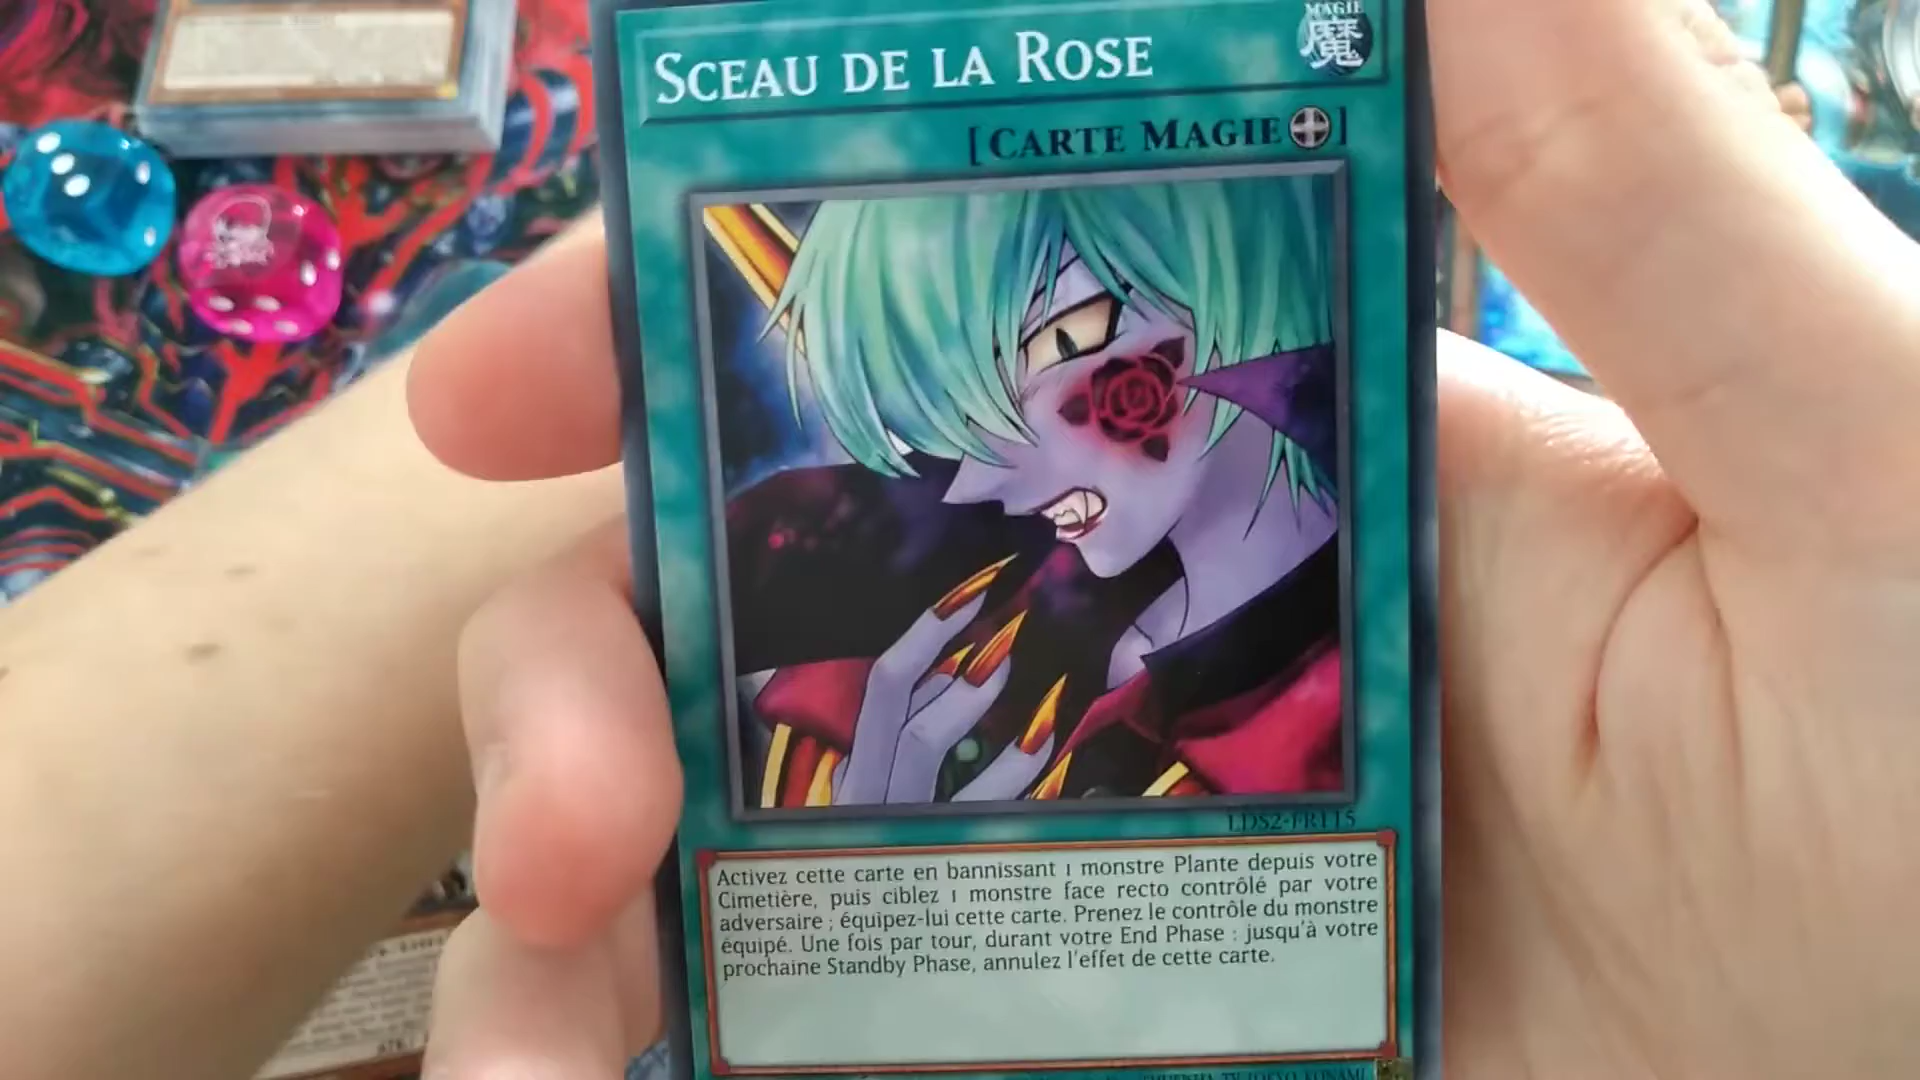 MAGIE
魔
SCEAU DE LA ROSE
[CARTE MAGIE]
LDS2-FR115
Activez cette carte en bannissant 1 monstre Plante depuis votre
Cimetière, puis ciblez 1 monstre face recto contrôlé par votre
adversaire ; équipez-lui cette carte. Prenez le contrôle du monstre
équipé. Une fois par tour, durant votre End Phase : jusqu'à votre
prochaine Standby Phase, annulez l'effet de cette carte.
KONAMI